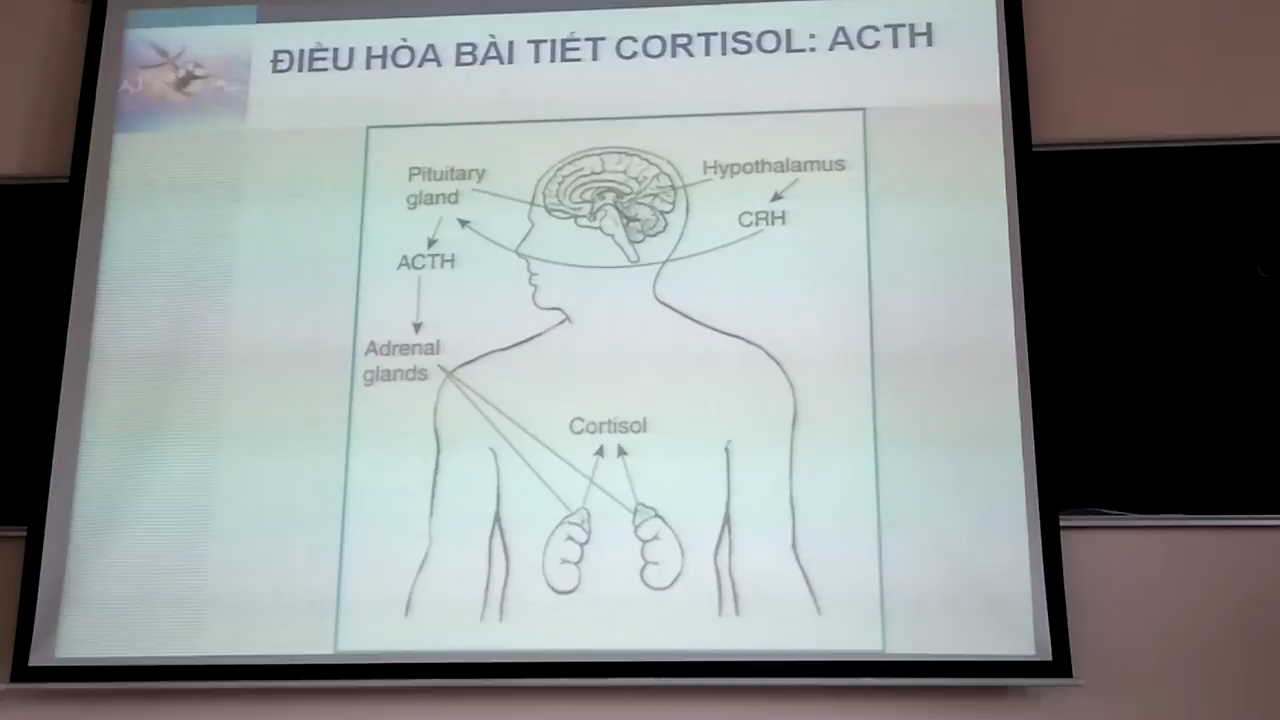 ĐIỀU HÒA BÀI TIẾT CORTISOL: ACTH
Pituitary
gland
Hypothalamus
CRH
ACTH
Adrenal
glands
Cortisol